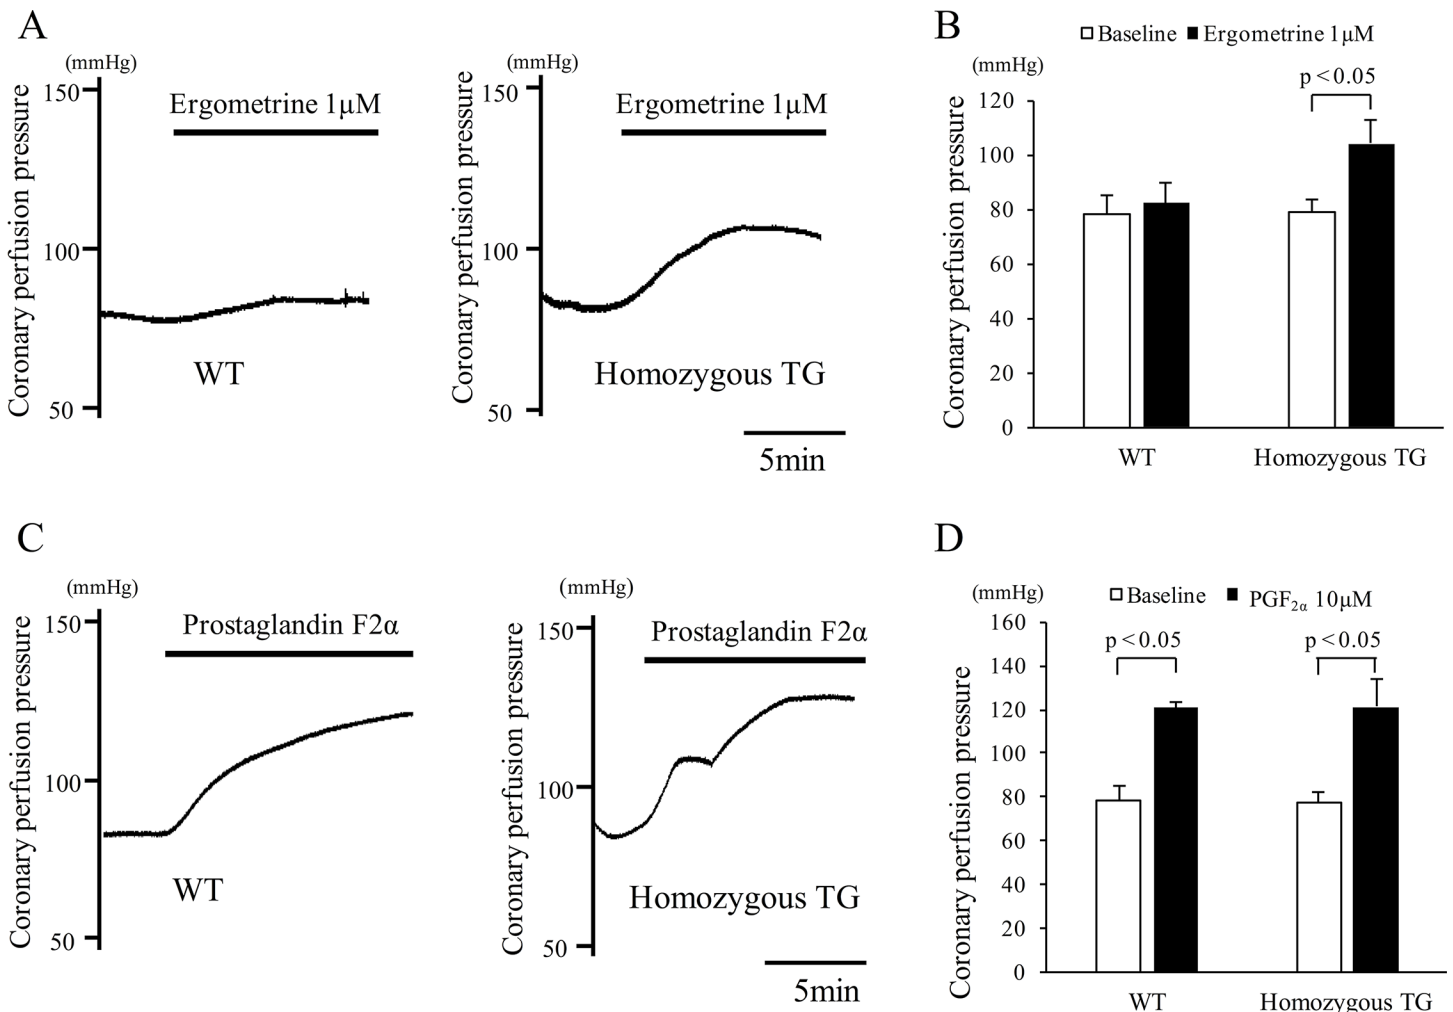 A
(mmHg)
150
100
50
Coronary perfusion pressure
Ergometrine 1μM
WT
(mmHg)
150
100
50
Coronary perfusion pressure
Ergometrine 1μM
Homozygous TG
5min
B
Baseline Ergometrine 1μM
(mmHg)
p < 0.05
120
100
80
60
40
20
0
Coronary perfusion pressure
WT
Homozygous TG
C
(mmHg)
150
100
50
Coronary perfusion pressure
Prostaglandin F2α
WT
(mmHg)
150
100
50
Coronary perfusion pressure
Prostaglandin F2α
Homozygous TG
5min
D
(mmHg)
Baseline PGF2α 10μM
p < 0.05
p < 0.05
160
140
120
100
80
60
40
20
0
Coronary perfusion pressure
WT
Homozygous TG